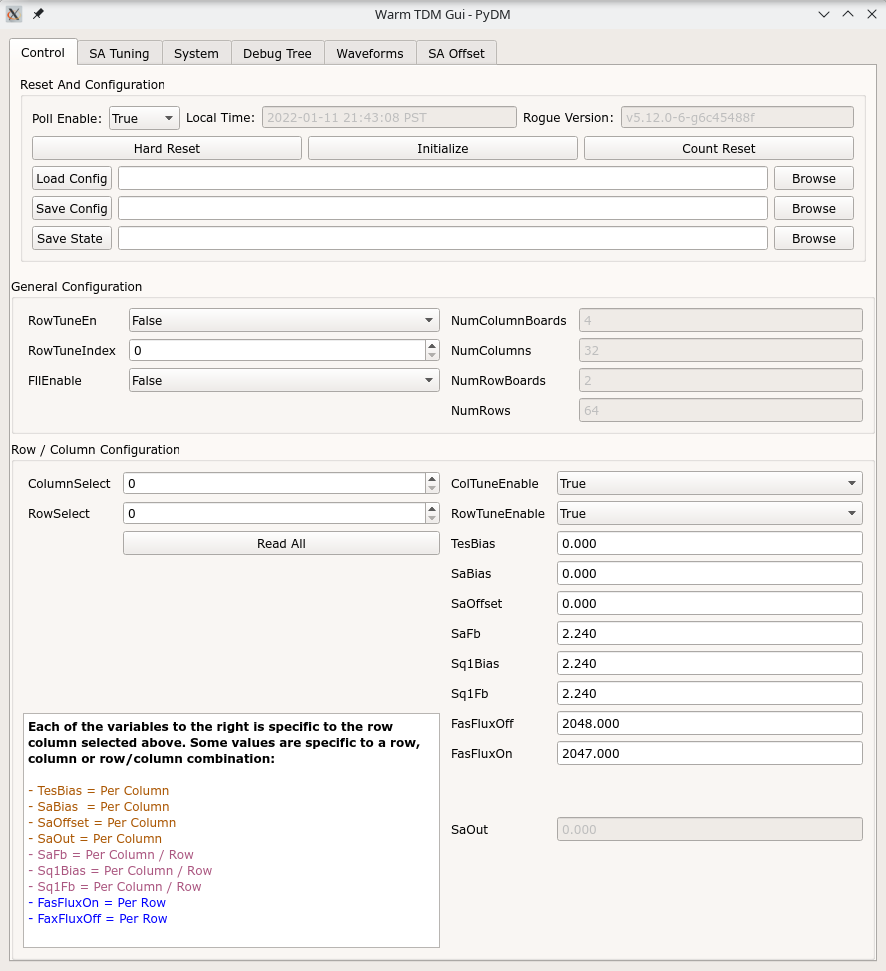 Warm TDM Gui - PyDM
Control SA Tuning System Debug Tree Waveforms SA Offset
Reset And Configuration
Poll Enable: True Local Time: 2022-01-11 21:43:08 PST Rogue Version: v5.12.0-6-g6c45488f
Hard Reset Initialize Count Reset
Load Config Browse
Save Config Browse
Save State Browse
General Configuration
RowTuneEn False NumColumnBoards 4
RowTuneIndex 0 NumColumns 32
FllEnable False NumRowBoards 2
NumRows 64
Row / Column Configuration
ColumnSelect 0 ColTuneEnable True
RowSelect 0 RowTuneEnable True
Read All TesBias 0.000
SaBias 0.000
SaOffset 0.000
SaFb 2.240
Sq1Bias 2.240
Sq1Fb 2.240
FasFluxOff 2048.000
FasFluxOn 2047.000
SaOut 0.000
Each of the variables to the right is specific to the row
column selected above. Some values are specific to a row,
column or row/column combination:
- TesBias = Per Column
- SaBias  = Per Column
- SaOffset = Per Column
- SaOut = Per Column
- SaFb = Per Column / Row
- Sq1Bias = Per Column / Row
- Sq1Fb = Per Column / Row
- FasFluxOn = Per Row
- FaxFluxOff = Per Row